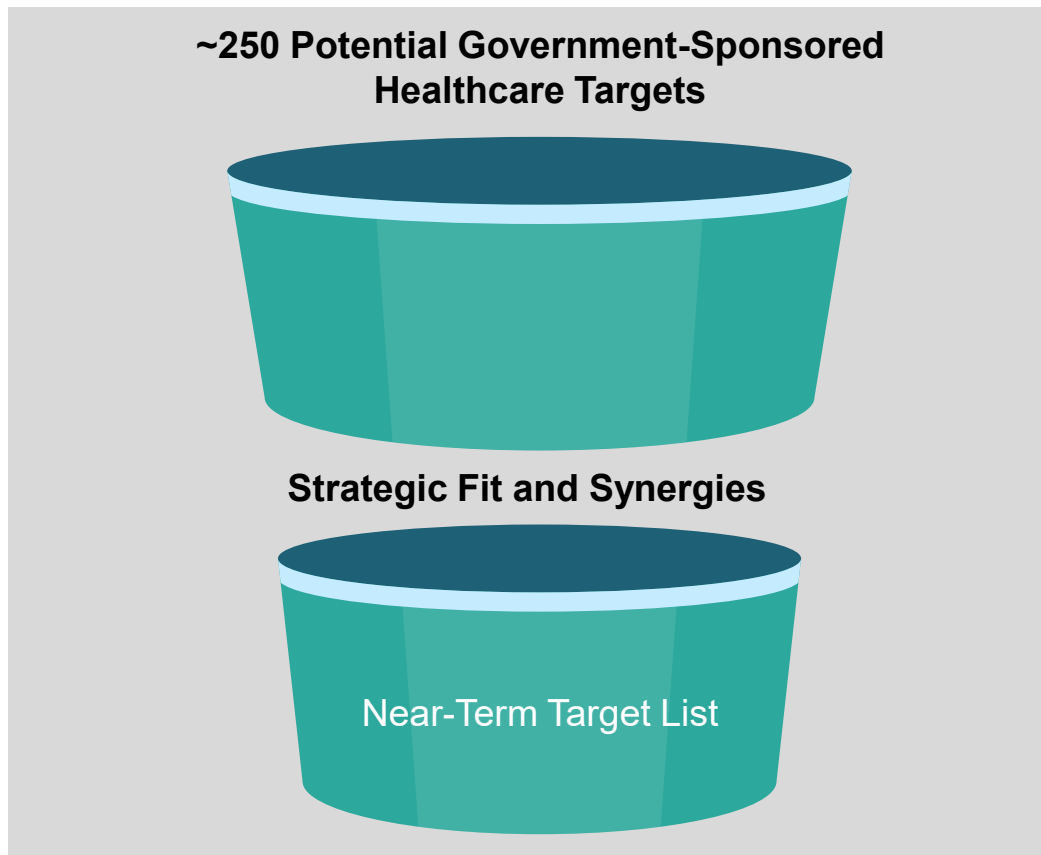 ~250 Potential Government-Sponsored
Healthcare Targets
Strategic Fit and Synergies
Near-Term Target List